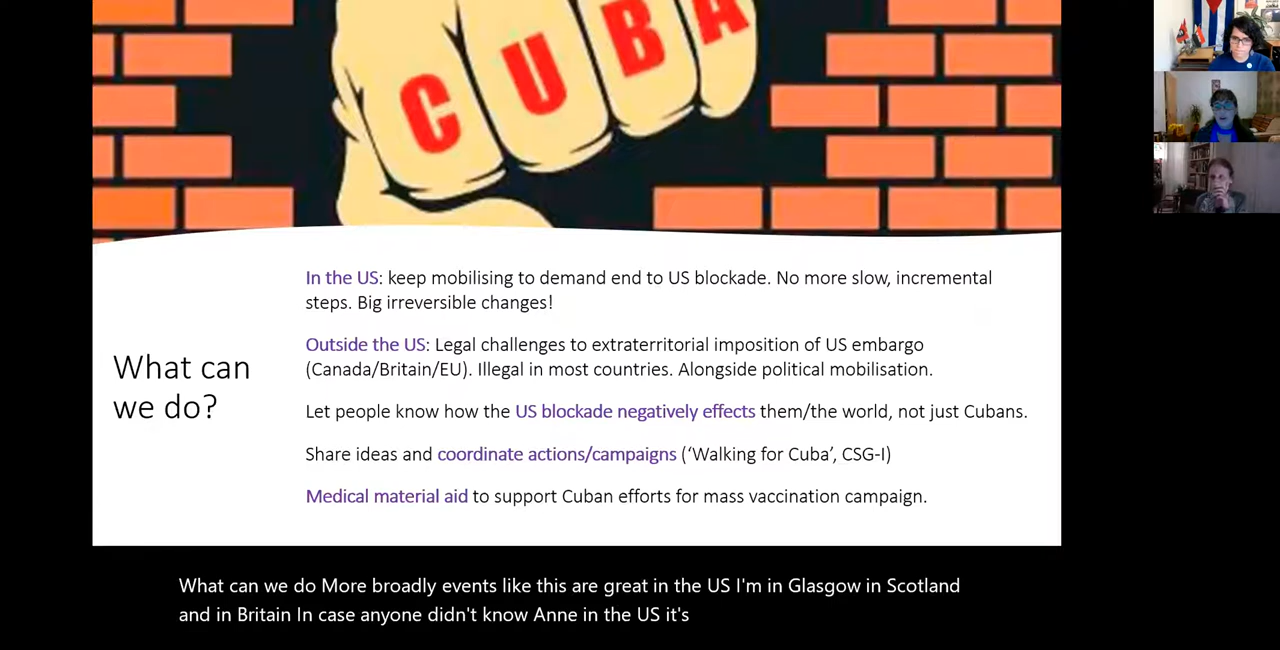 CUBA
In the US: keep mobilising to demand end to US blockade. No more slow, incremental
steps. Big irreversible changes!
What can
we do?
Outside the US: Legal challenges to extraterritorial imposition of US embargo
(Canada/Britain/EU). Illegal in most countries. Alongside political mobilisation.
Let people know how the US blockade negatively effects them/the world, not just Cubans.
Share ideas and coordinate actions/campaigns (‘Walking for Cuba’, CSG-I)
Medical material aid to support Cuban efforts for mass vaccination campaign.
What can we do More broadly events like this are great in the US I'm in Glasgow in Scotland
and in Britain In case anyone didn't know Anne in the US it's